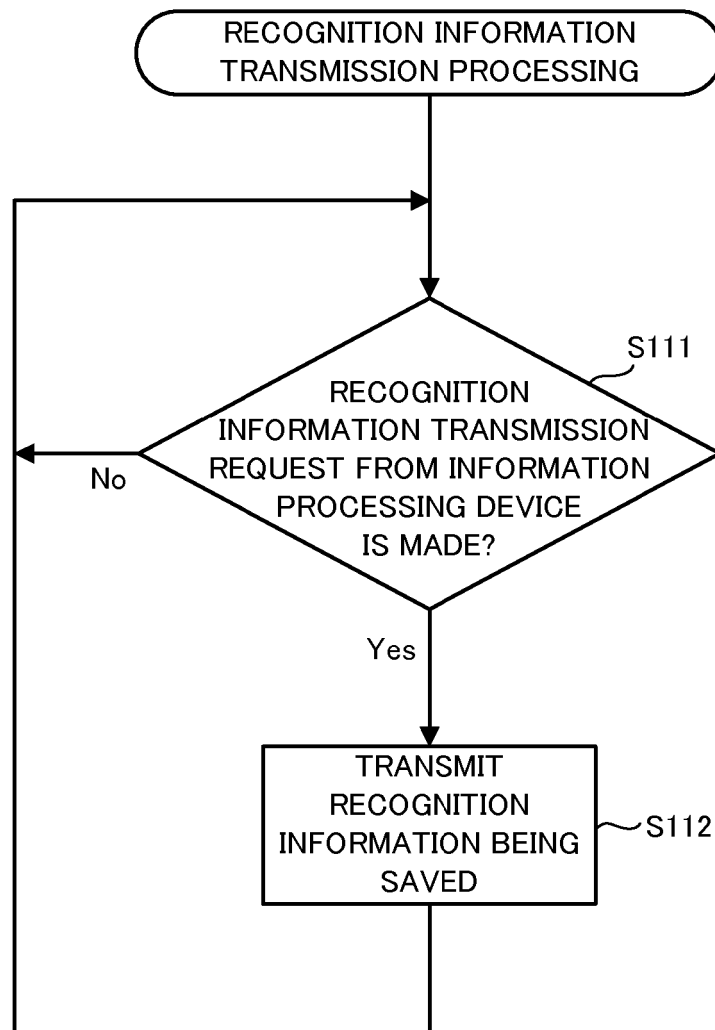 RECOGNITION INFORMATION
TRANSMISSION PROCESSING
S111
RECOGNITION
INFORMATION TRANSMISSION
REQUEST FROM INFORMATION
PROCESSING DEVICE
IS MADE?
No
Yes
TRANSMIT
RECOGNITION
INFORMATION BEING
SAVED
S112